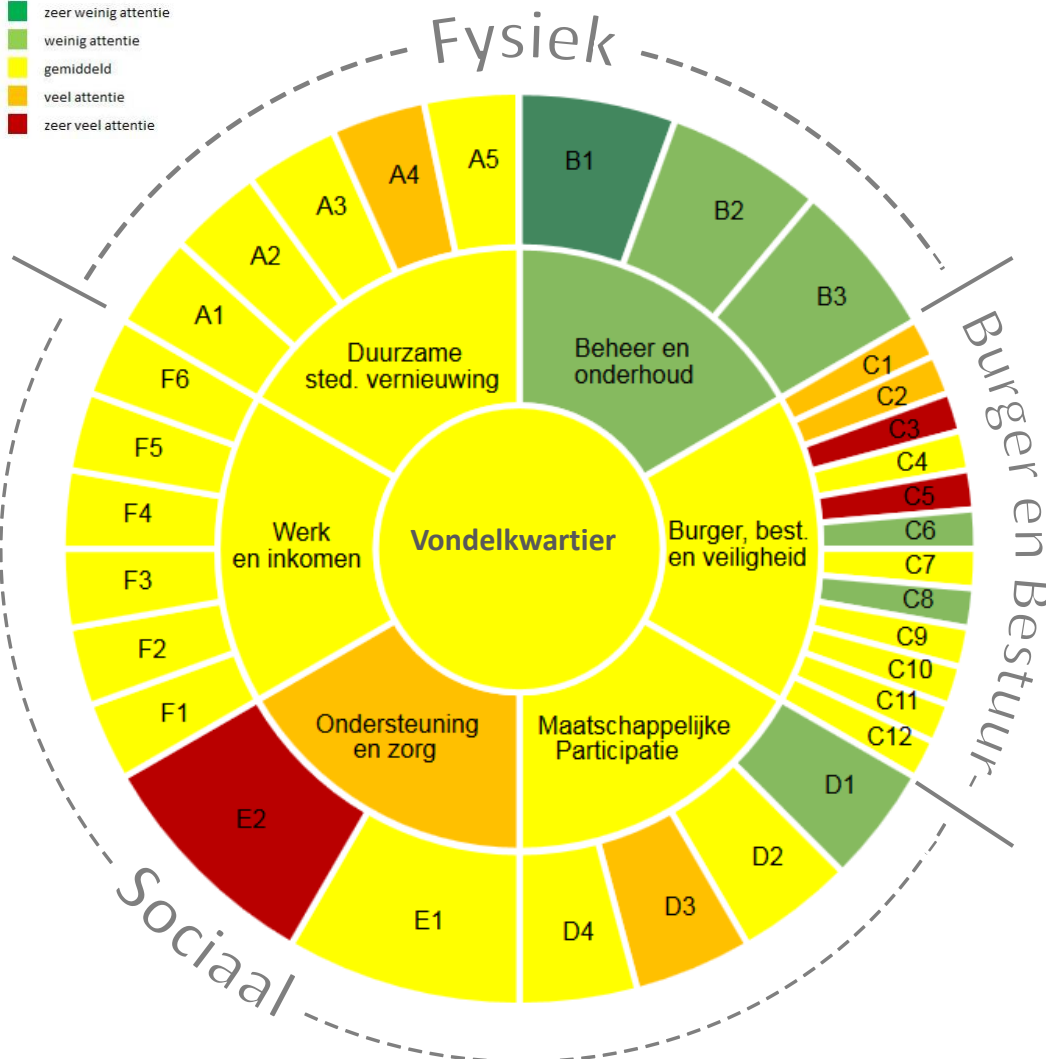 zeer weinig attentie
weinig attentie
gemiddeld
veel attentie
zeer veel attentie
Fysiek
Burger en Bestuur-
Sociaal
A1
A2
A3
A4
A5
B1
B2
B3
C1
C2
C3
C4
C5
C6
C7
C8
C9
C10
C11
C12
D1
D2
D3
D4
E1
E2
F1
F2
F3
F4
F5
F6
Duurzame
sted. vernieuwing
Beheer en
onderhoud
Burger, best.
en veiligheid
Maatschappelijke
Participatie
Ondersteuning
en zorg
Werk
en inkomen
Vondelkwartier